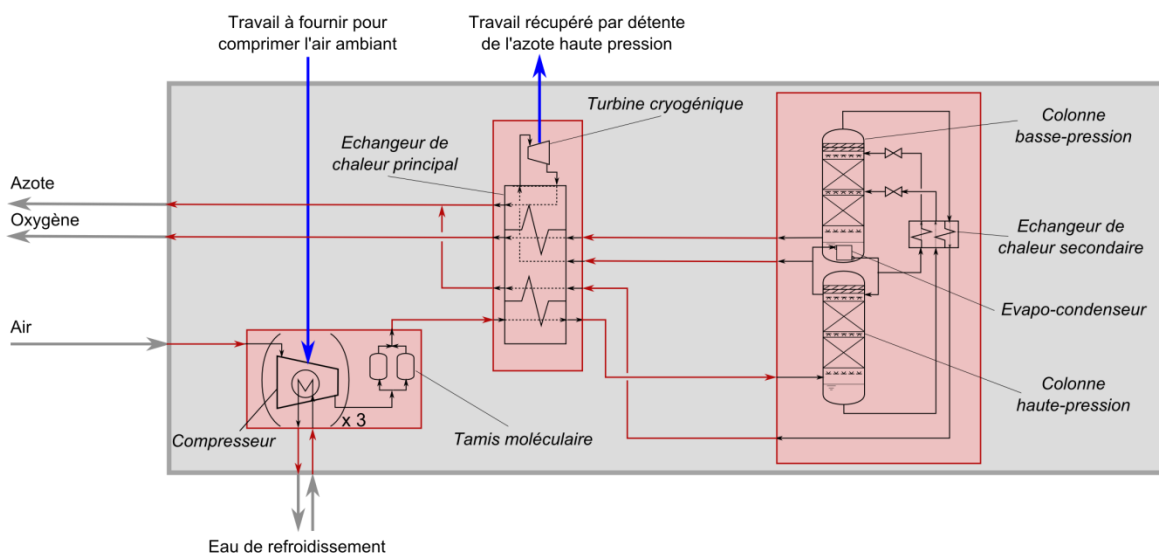 Travail à fournir pour
comprimer l'air ambiant
Travail récupéré par détente
de l'azote haute pression
Turbine cryogénique
Echangeur de
chaleur principal
Colonne
basse-pression
Azote
Oxygène
Echangeur de
chaleur secondaire
Evapo-condenseur
Air
Colonne
haute-pression
x 3
Compresseur
Tamis moléculaire
Eau de refroidissement